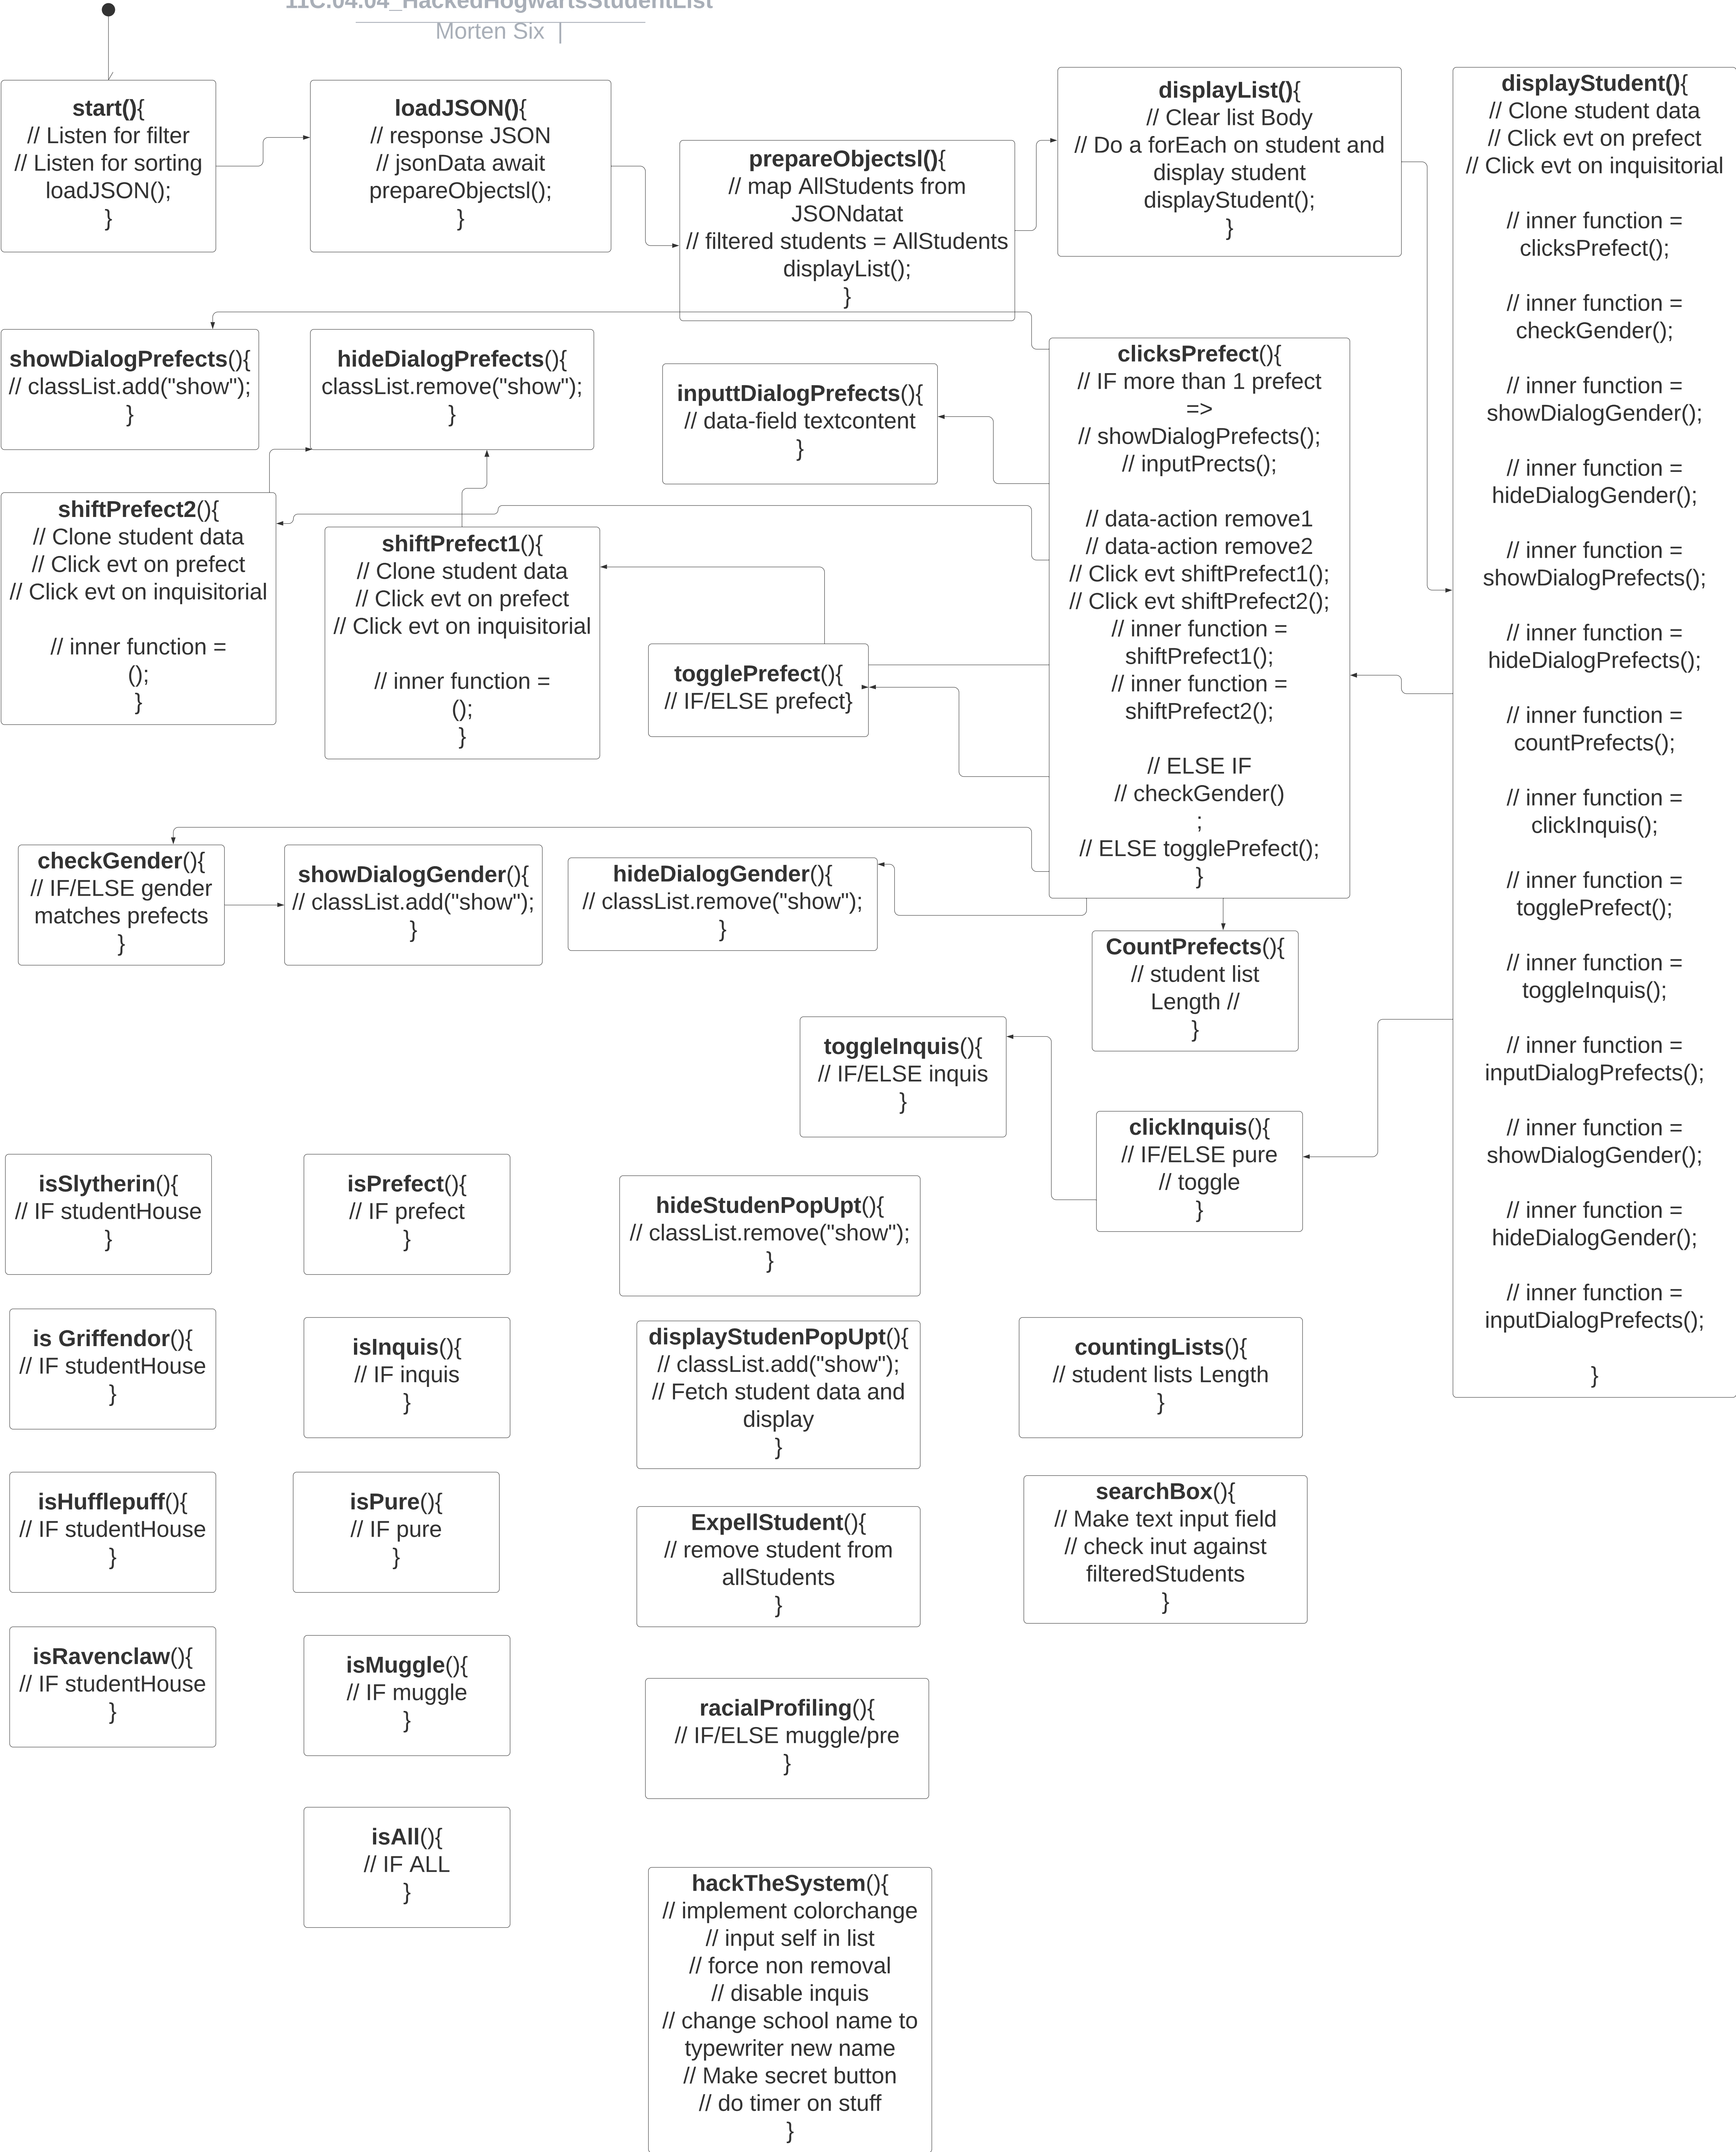 11C.04.04_HackedHogwartsStudentList
Morten Six |
start(){
// Listen for filter
// Listen for sorting
loadJSON();
}
loadJSON(){
// response JSON
// jsonData await
prepareObjectsl();
}
prepareObjectsl(){
// map AllStudents from
JSONdatat
// filtered students = AllStudents
displayList();
}
displayList(){
// Clear list Body
// Do a forEach on student and
display student
displayStudent();
}
displayStudent(){
// Clone student data
// Click evt on prefect
// Click evt on inquisitorial
// inner function =
clicksPrefect();
// inner function =
checkGender();
// inner function =
showDialogGender();
// inner function =
hideDialogGender();
// inner function =
showDialogPrefects();
// inner function =
hideDialogPrefects();
// inner function =
countPrefects();
// inner function =
clickInquis();
// inner function =
togglePrefect();
// inner function =
toggleInquis();
// inner function =
inputDialogPrefects();
// inner function =
showDialogGender();
// inner function =
hideDialogGender();
// inner function =
inputDialogPrefects();
}
showDialogPrefects(){
// classList.add("show");
}
hideDialogPrefects(){
classList.remove("show");
}
inputtDialogPrefects(){
// data-field textcontent
}
clicksPrefect(){
// IF more than 1 prefect
=>
// showDialogPrefects();
// inputPrects();
// data-action remove1
// data-action remove2
// Click evt shiftPrefect1();
// Click evt shiftPrefect2();
// inner function =
shiftPrefect1();
// inner function =
shiftPrefect2();
// ELSE IF
// checkGender()
;
// ELSE togglePrefect();
}
shiftPrefect2(){
// Clone student data
// Click evt on prefect
// Click evt on inquisitorial
// inner function =
();
}
shiftPrefect1(){
// Clone student data
// Click evt on prefect
// Click evt on inquisitorial
// inner function =
();
}
togglePrefect(){
// IF/ELSE prefect}
checkGender(){
// IF/ELSE gender
matches prefects
}
showDialogGender(){
// classList.add("show");
}
hideDialogGender(){
// classList.remove("show");
}
CountPrefects(){
// student list
Length //
}
toggleInquis(){
// IF/ELSE inquis
}
clickInquis(){
// IF/ELSE pure
// toggle
}
isSlytherin(){
// IF studentHouse
}
isPrefect(){
// IF prefect
}
hideStudenPopUpt(){
// classList.remove("show");
}
is Griffendor(){
// IF studentHouse
}
isInquis(){
// IF inquis
}
displayStudenPopUpt(){
// classList.add("show");
// Fetch student data and
display
}
countingLists(){
// student lists Length
}
isHufflepuff(){
// IF studentHouse
}
isPure(){
// IF pure
}
ExpellStudent(){
// remove student from
allStudents
}
searchBox(){
// Make text input field
// check inut against
filteredStudents
}
isRavenclaw(){
// IF studentHouse
}
isMuggle(){
// IF muggle
}
racialProfiling(){
// IF/ELSE muggle/pre
}
isAll(){
// IF ALL
}
hackTheSystem(){
// implement colorchange
// input self in list
// force non removal
// disable inquis
// change school name to
typewriter new name
// Make secret button
// do timer on stuff
}